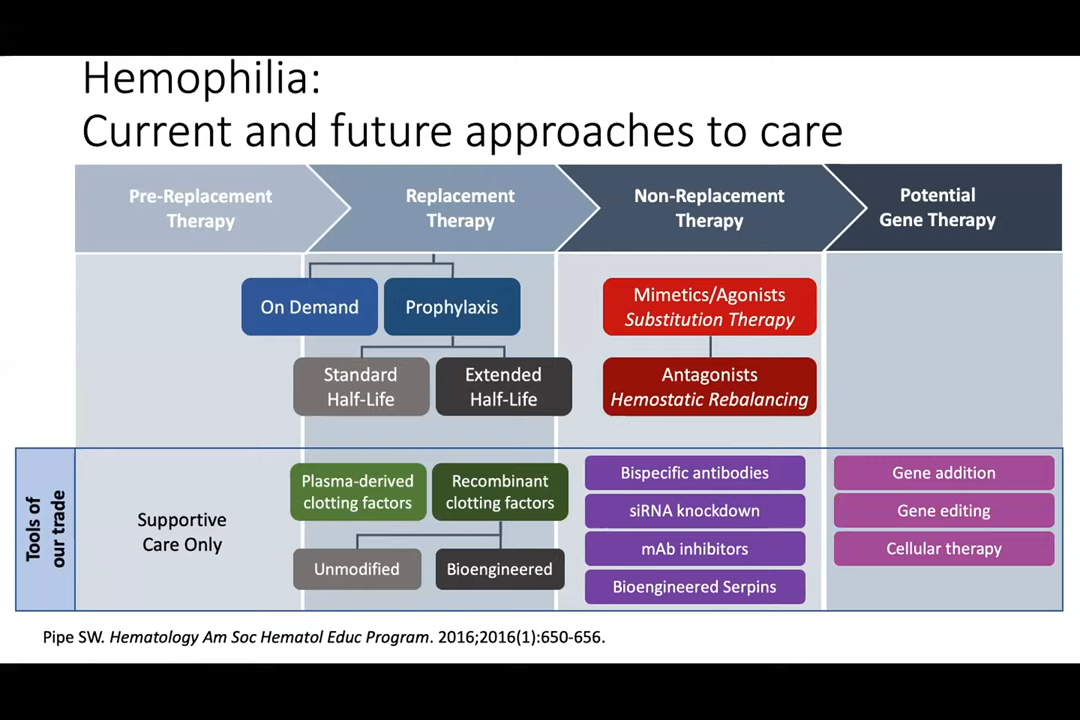 Hemophilia:
Current and future approaches to care
Pre-Replacement
Therapy
Replacement
Therapy
Non-Replacement
Therapy
Potential
Gene Therapy
On Demand
Prophylaxis
Standard
Half-Life
Extended
Half-Life
Mimetics/Agonists
Substitution Therapy
Antagonists
Hemostatic Rebalancing
Tools of
our trade
Supportive
Care Only
Plasma-derived
clotting factors
Recombinant
clotting factors
Unmodified
Bioengineered
Bispecific antibodies
siRNA knockdown
mAb inhibitors
Bioengineered Serpins
Gene addition
Gene editing
Cellular therapy
Pipe SW. Hematology Am Soc Hematol Educ Program. 2016;2016(1):650-656.